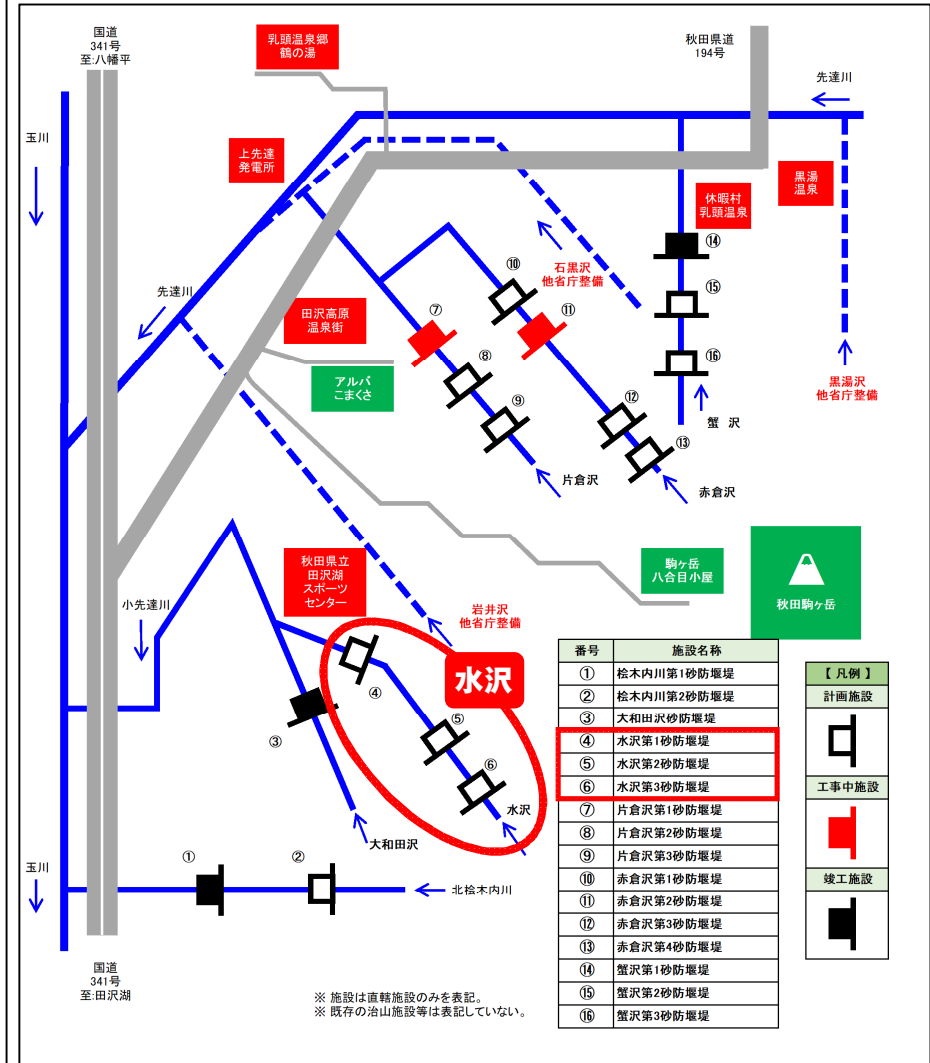 国道
341号
至:八幡平
乳頭温泉郷
鶴の湯
秋田県道
194号
先達川
玉川
上先達
発電所
黒湯
温泉
休暇村
乳頭温泉
⑭
石黒沢
他省庁整備
⑩
⑪
⑮
先達川
田沢高原
温泉街
⑦
⑧
⑯
アルパ
こまくさ
黒湯沢
他省庁整備
⑨
⑫
⑬
蟹 沢
片倉沢
赤倉沢
秋田県立
田沢湖
スポーツ
センター
駒ヶ岳
八合目小屋
秋田駒ヶ岳
小先達川
岩井沢
他省庁整備
水沢
④
③
⑤
⑥
水沢
大和田沢
玉川
①
②
北桧木内川
国道
341号
至:田沢湖
※ 施設は直轄施設のみを表記。
※ 既存の治山施設等は表記していない。
番号 施設名称
① 桧木内川第1砂防堰堤
② 桧木内川第2砂防堰堤
③ 大和田沢砂防堰堤
④ 水沢第1砂防堰堤
⑤ 水沢第2砂防堰堤
⑥ 水沢第3砂防堰堤
⑦ 片倉沢第1砂防堰堤
⑧ 片倉沢第2砂防堰堤
⑨ 片倉沢第3砂防堰堤
⑩ 赤倉沢第1砂防堰堤
⑪ 赤倉沢第2砂防堰堤
⑫ 赤倉沢第3砂防堰堤
⑬ 赤倉沢第4砂防堰堤
⑭ 蟹沢第1砂防堰堤
⑮ 蟹沢第2砂防堰堤
⑯ 蟹沢第3砂防堰堤
【 凡例 】
計画施設
工事中施設
竣工施設